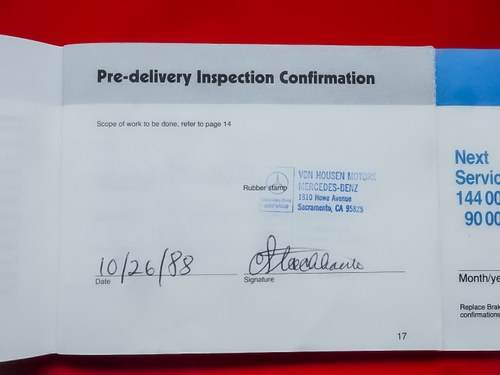 Pre-delivery Inspection Confirmation
Scope of work to be done, refer to page 14
Rubber stamp
VON HOUSEN MOTORS
MERCEDES-BENZ
1810 Howe Avenue
Sacramento, CA 95825
10/26/88
Date
Signature
17
Next
Servic
144 00
90 00
Month/ye
Replace Brak
confirmations